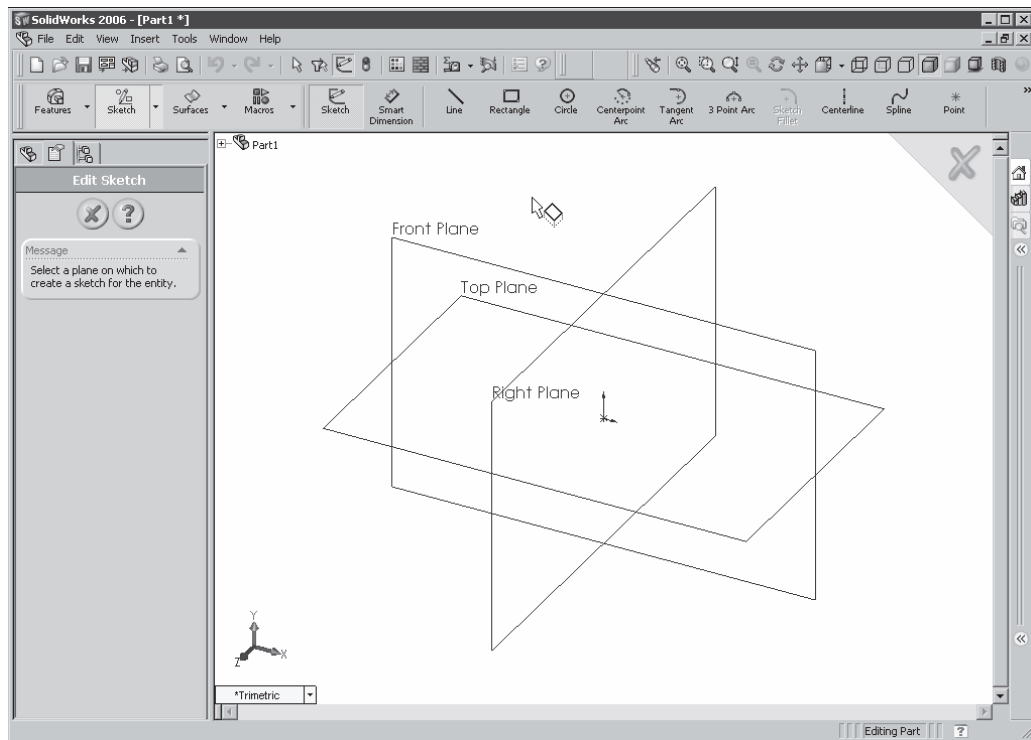 SolidWorks 2006 - [Part1 *]
File Edit View Insert Tools Window Help
Features Sketch Surfaces Macros Sketch Smart Dimension Line Rectangle Circle Centerpoint Arc Tangent Arc 3 Point Arc Sketch Fillet Centerline Spline Point
Part1
Edit Sketch
Message
Select a plane on which to
create a sketch for the entity.
Front Plane
Top Plane
Right Plane
Y
X
Z
*Trimetric
Editing Part